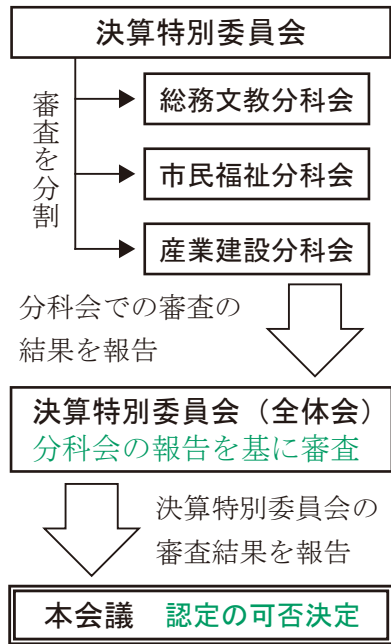 決算特別委員会
審査を分割
総務文教分科会
市民福祉分科会
産業建設分科会
分科会での審査の
結果を報告
決算特別委員会（全体会）
分科会の報告を基に審査
決算特別委員会の
審査結果を報告
本会議　認定の可否決定